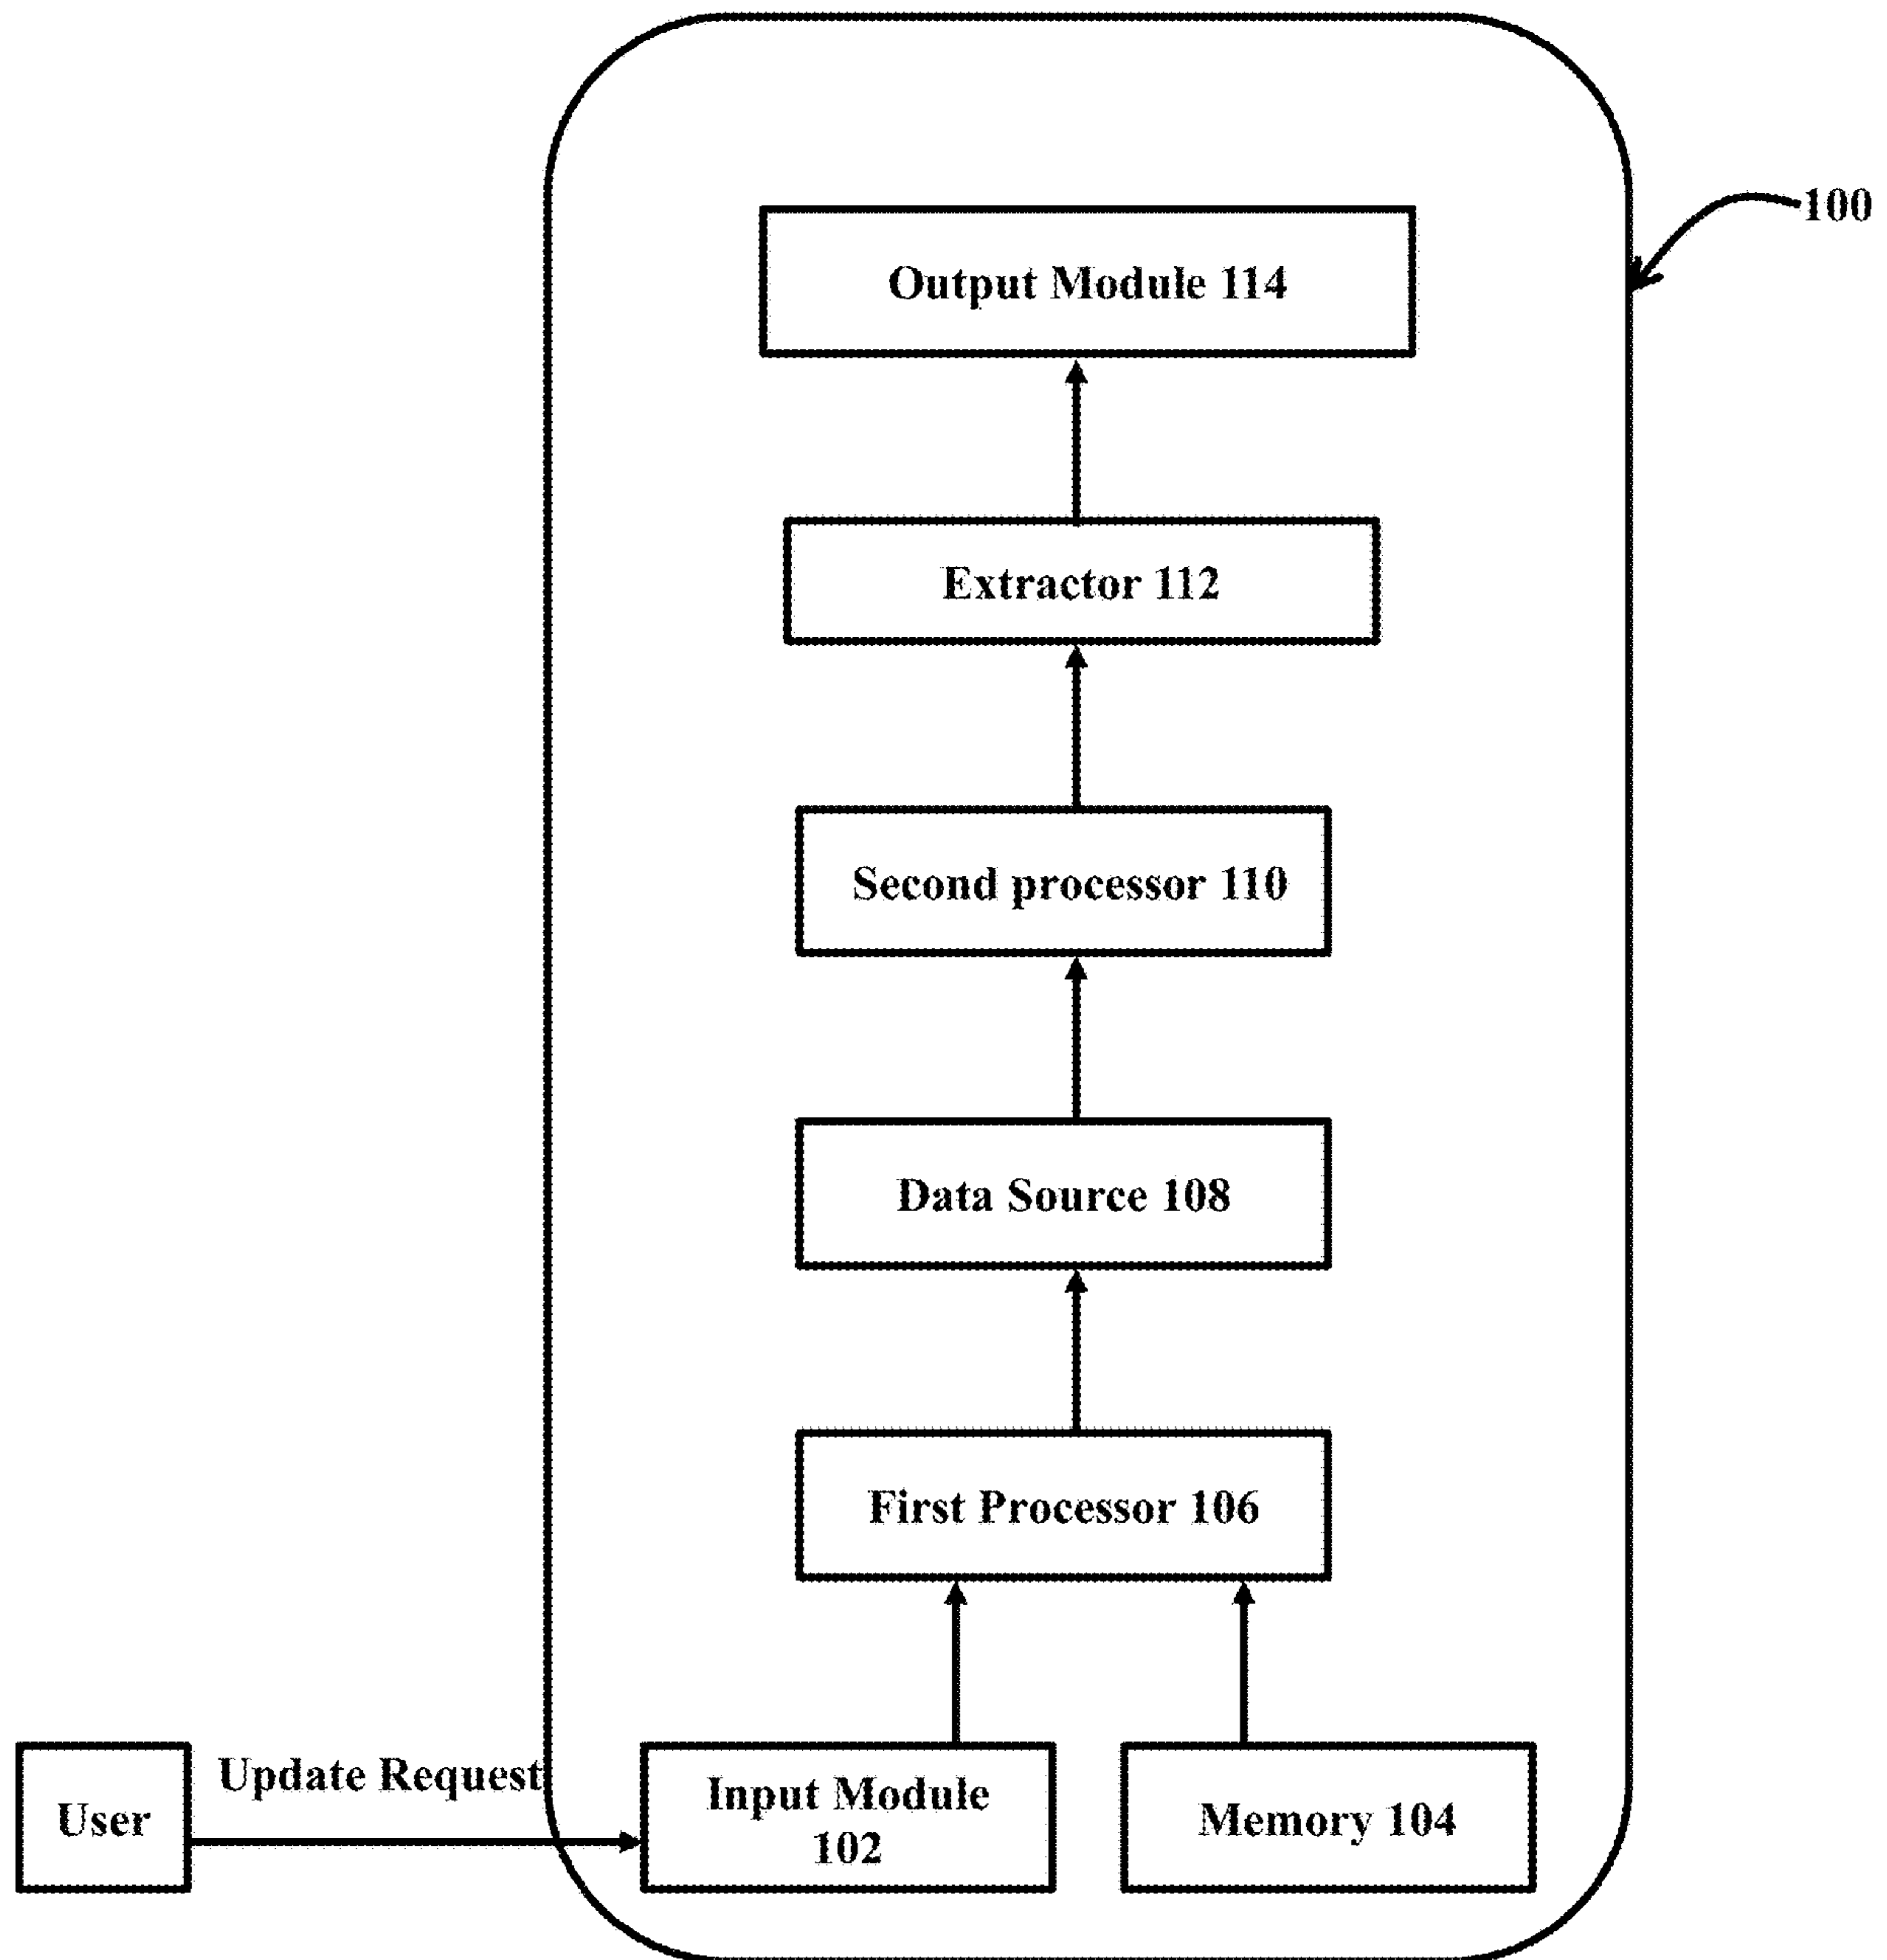 100
Output Module 114
Extractor 112
Second processor 110
Data Source 108
First Processor 106
User
Update Request
Input Module
102
Memory 104